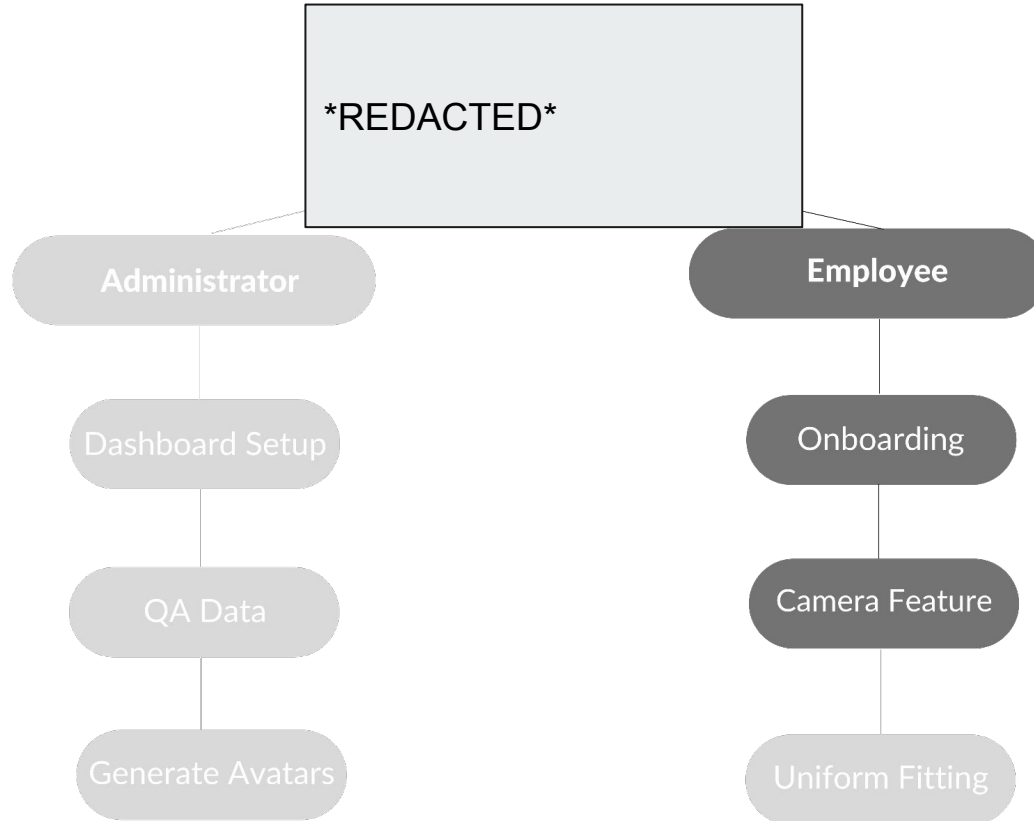 *REDACTED*
Administrator
Dashboard Setup
QA Data
Generate Avatars
Employee
Onboarding
Camera Feature
Uniform Fitting